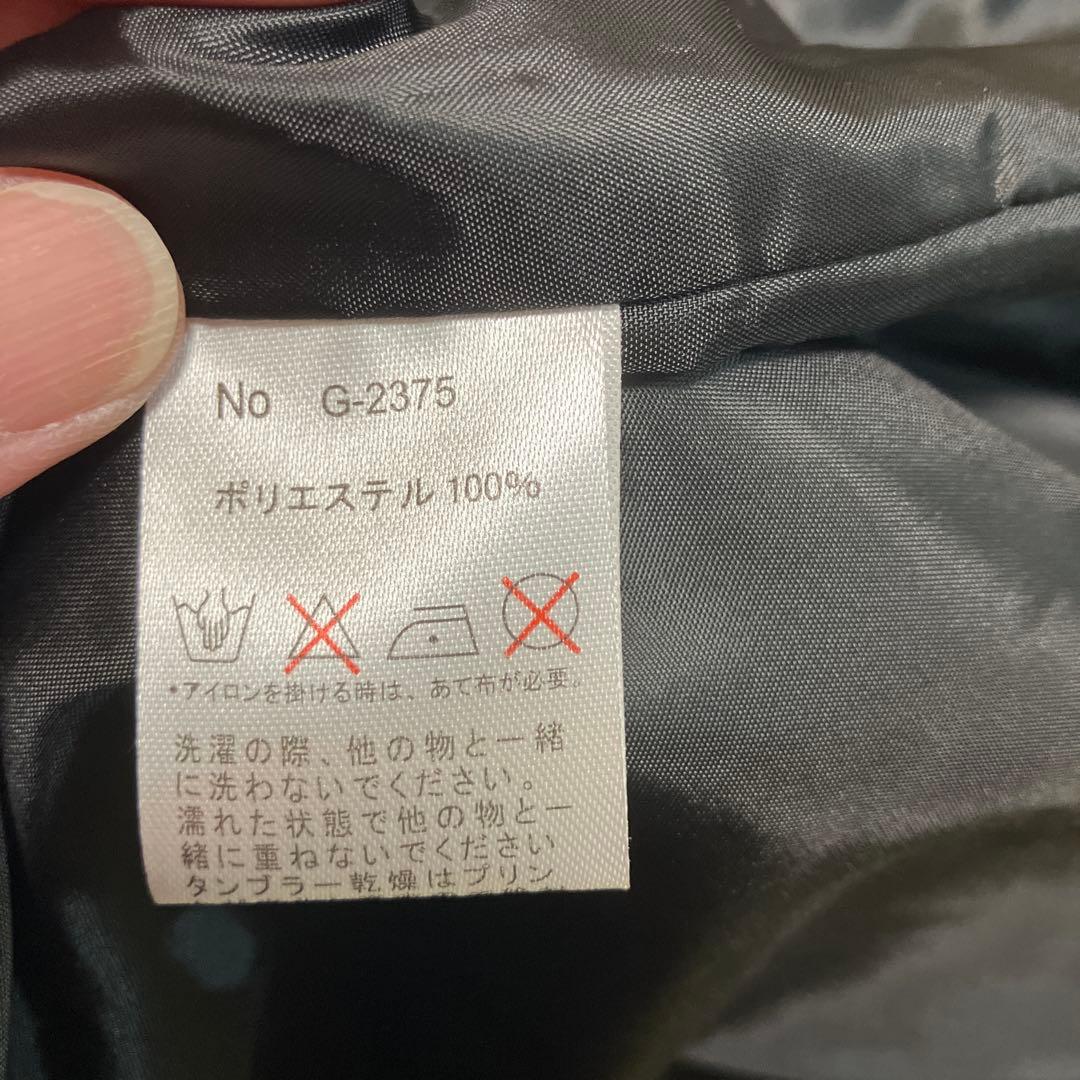 No G-2375
ポリエステル 100%
*アイロンを掛ける時は、あて布が必要。
洗濯の際、他の物と一緒
に洗わないでください。
濡れた状態で他の物と一
緒に重ねないでください
タンブラー乾燥はプリン